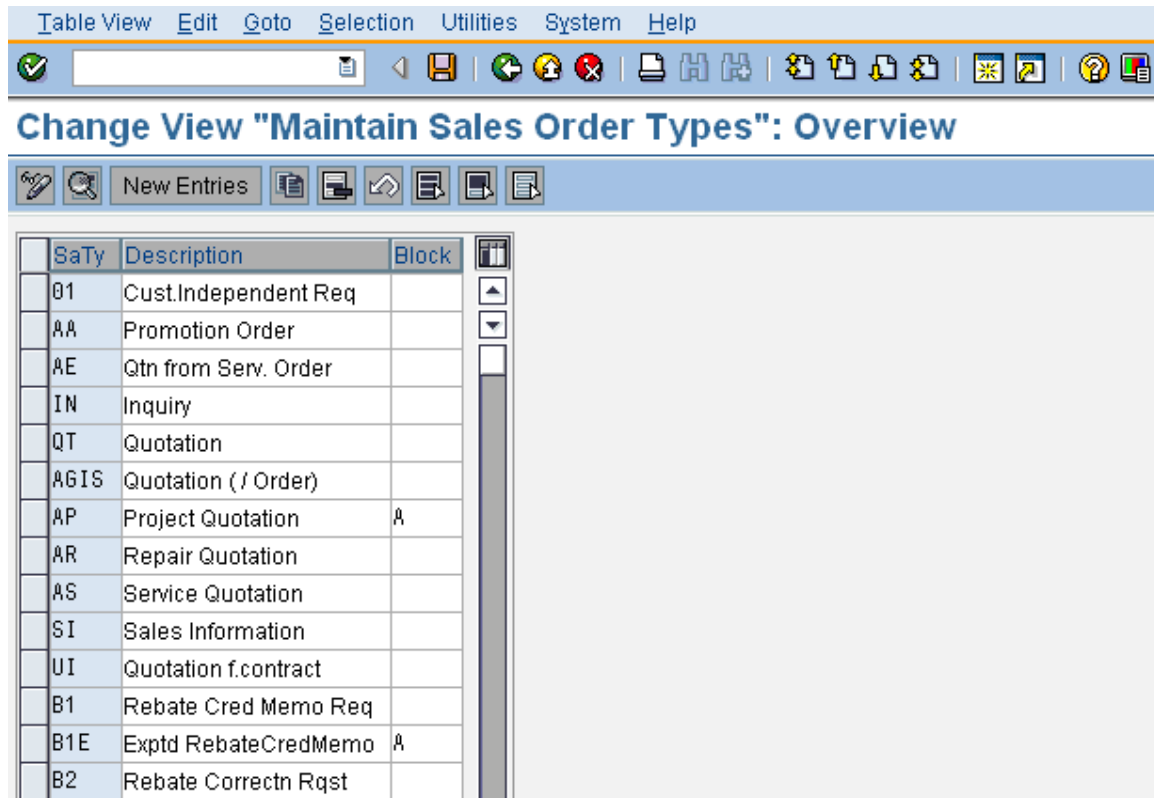 Table View Edit Goto Selection Utilities System Help
Change View "Maintain Sales Order Types": Overview
New Entries
SaTy Description Block
01 Cust.Independent Req
AA Promotion Order
AE Qtn from Serv. Order
IN Inquiry
QT Quotation
AGIS Quotation ( / Order)
AP Project Quotation A
AR Repair Quotation
AS Service Quotation
SI Sales Information
UI Quotation f.contract
B1 Rebate Cred Memo Req
B1E Exptd RebateCredMemo A
B2 Rebate Correctn Rqst